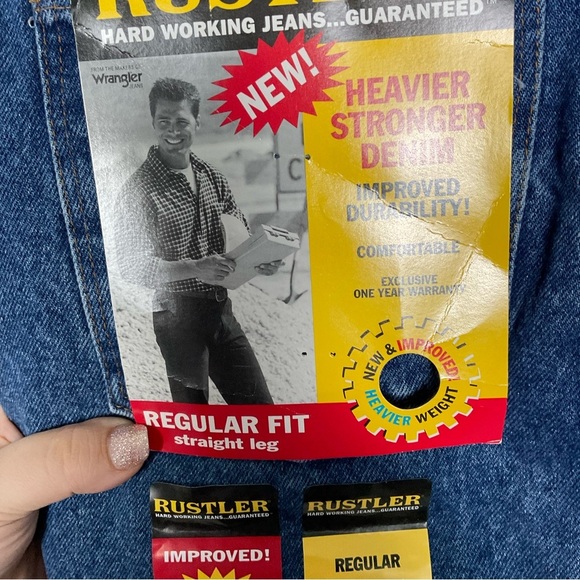 RUSTLER™
HARD WORKING JEANS...GUARANTEED™
FROM THE MAKERS OF
Wrangler
JEANS
NEW!
HEAVIER
STRONGER
DENIM
IMPROVED
DURABILITY!
COMFORTABLE
EXCLUSIVE
ONE YEAR WARRANTY
C
NEW & IMPROVED
HEAVIER WEIGHT
REGULAR FIT
straight leg
RUSTLER
HARD WORKING JEANS...GUARANTEED
IMPROVED!
RUSTLER
HARD WORKING JEANS...GUARANTEED
REGULAR